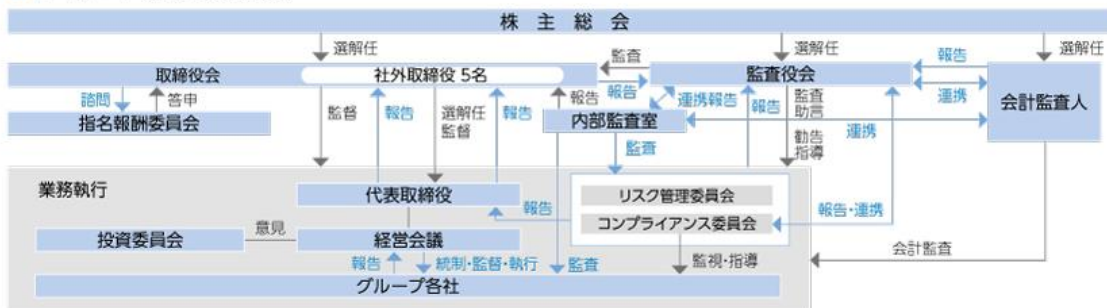 株主総会
選解任
監査
選解任
選解任
取締役会
社外取締役 5名
監査役会
報告
連携
会計監査人
諮問
答申
監督
報告
選解任
監督
報告
報告
報告
連携報告
報告
監査
助言
指名報酬委員会
内部監査室
連携
監査
勧告
指導
業務執行
代表取締役
リスク管理委員会
報告
コンプライアンス委員会
報告・連携
投資委員会
意見
経営会議
会計監査
報告
統制・監督・執行
監査
監視・指導
グループ各社